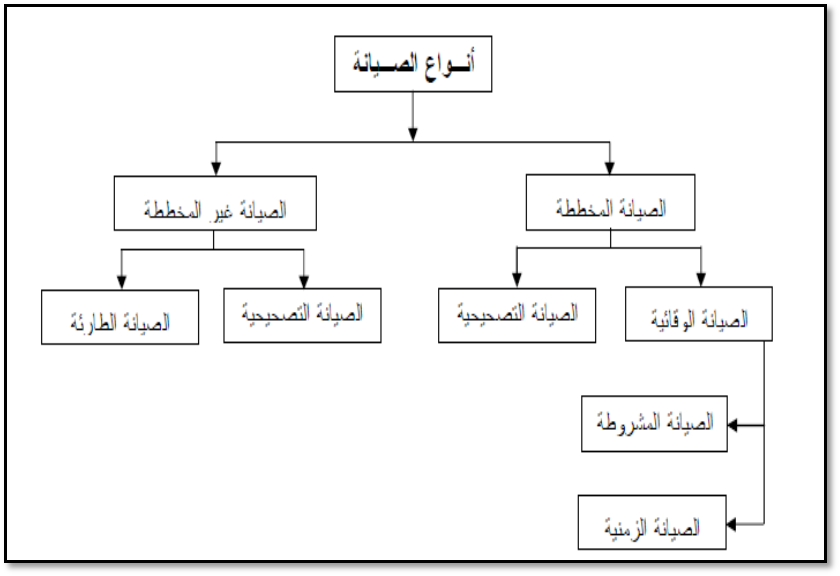 أنـــواع الصـــيانة
الصيانة المخططة
الصيانة غير المخططة
الصيانة الوقائية
الصيانة التصحيحية
الصيانة التصحيحية
الصيانة الطارئة
الصيانة المشروطة
الصيانة الزمنية